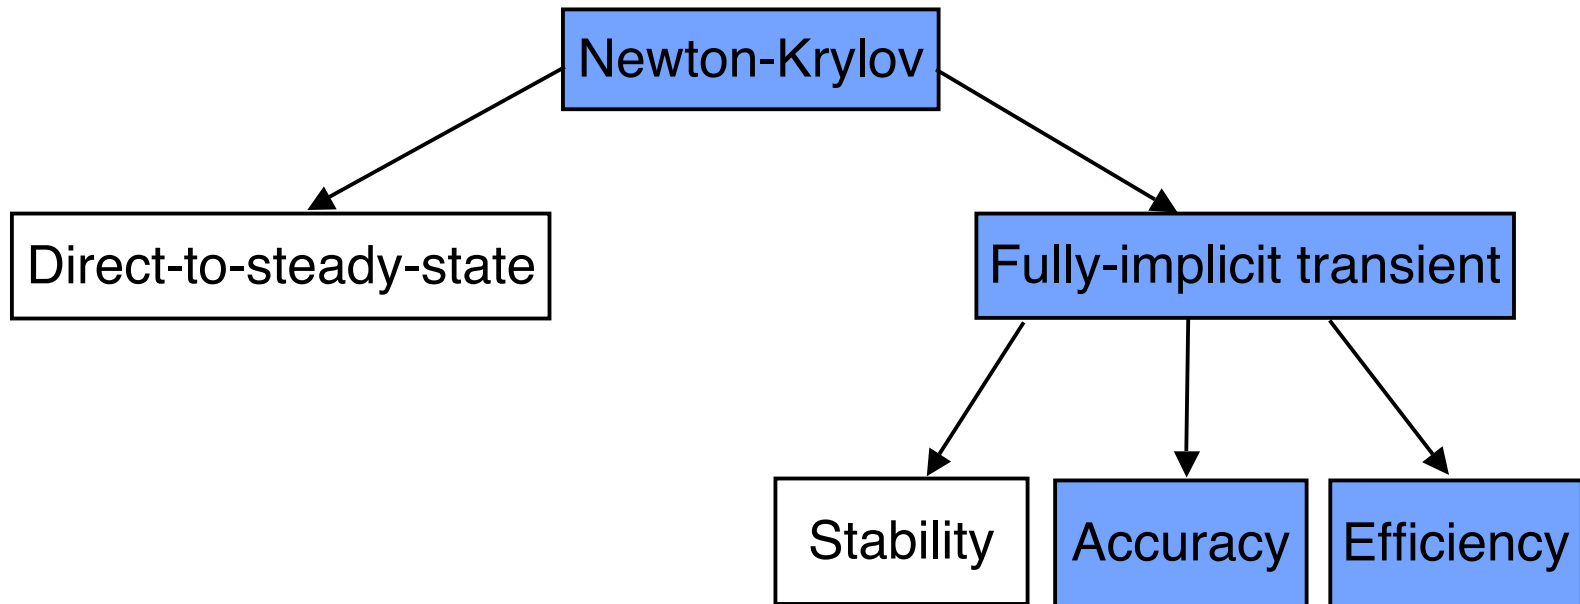 Newton-Krylov
Direct-to-steady-state
Fully-implicit transient
Stability
Accuracy
Efficiency